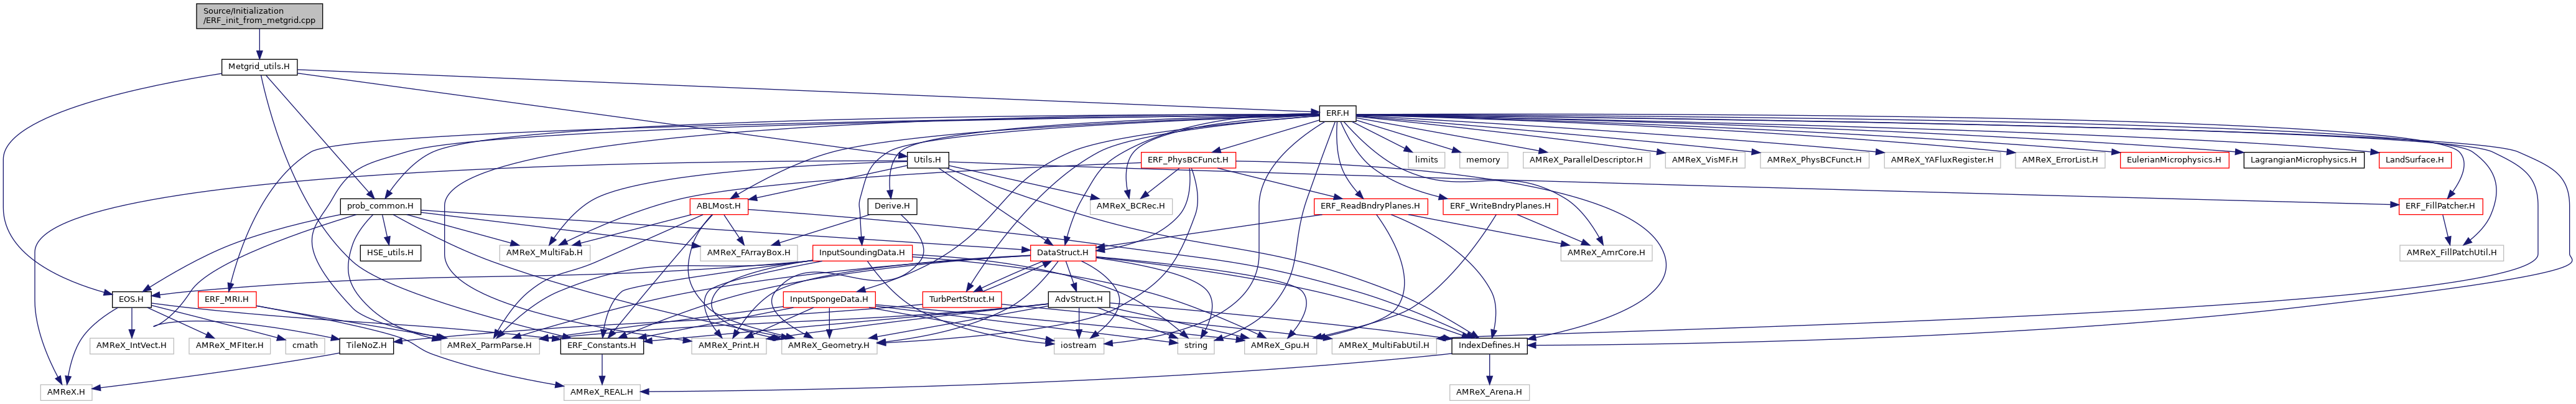 Source/Initialization
/ERF_init_from_metgrid.cpp
Metgrid_utils.H
ERF.H
Utils.H
ERF_PhysBCFunct.H
limits
memory
AMReX_ParallelDescriptor.H
AMReX_VisMF.H
AMReX_PhysBCFunct.H
AMReX_YAFluxRegister.H
AMReX_ErrorList.H
EulerianMicrophysics.H
LagrangianMicrophysics.H
LandSurface.H
prob_common.H
ABLMost.H
Derive.H
AMReX_BCRec.H
ERF_ReadBndryPlanes.H
ERF_WriteBndryPlanes.H
ERF_FillPatcher.H
HSE_utils.H
AMReX_MultiFab.H
AMReX_FArrayBox.H
InputSoundingData.H
DataStruct.H
AMReX_AmrCore.H
AMReX_FillPatchUtil.H
EOS.H
ERF_MRI.H
InputSpongeData.H
TurbPertStruct.H
AdvStruct.H
AMReX_IntVect.H
AMReX_MFIter.H
cmath
TileNoZ.H
AMReX_ParmParse.H
ERF_Constants.H
AMReX_Print.H
AMReX_Geometry.H
iostream
string
AMReX_Gpu.H
AMReX_MultiFabUtil.H
IndexDefines.H
AMReX.H
AMReX_REAL.H
AMReX_Arena.H